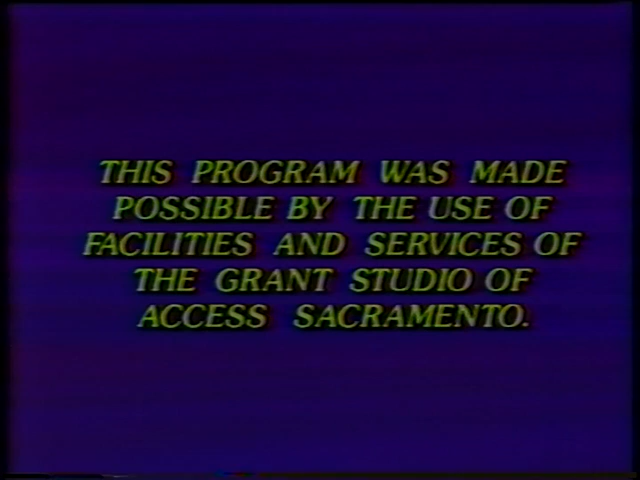 THIS PROGRAM WAS MADE
POSSIBLE BY THE USE OF
FACILITIES AND SERVICES OF
THE GRANT STUDIO OF
ACCESS SACRAMENTO.